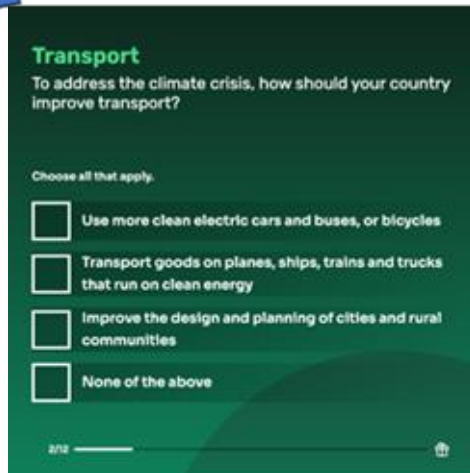 Transport
To address the climate crisis, how should your country
improve transport?
Choose all that apply.
Use more clean electric cars and buses, or bicycles
Transport goods on planes, ships, trains and trucks
that run on clean energy
Improve the design and planning of cities and rural
communities
None of the above
2/12